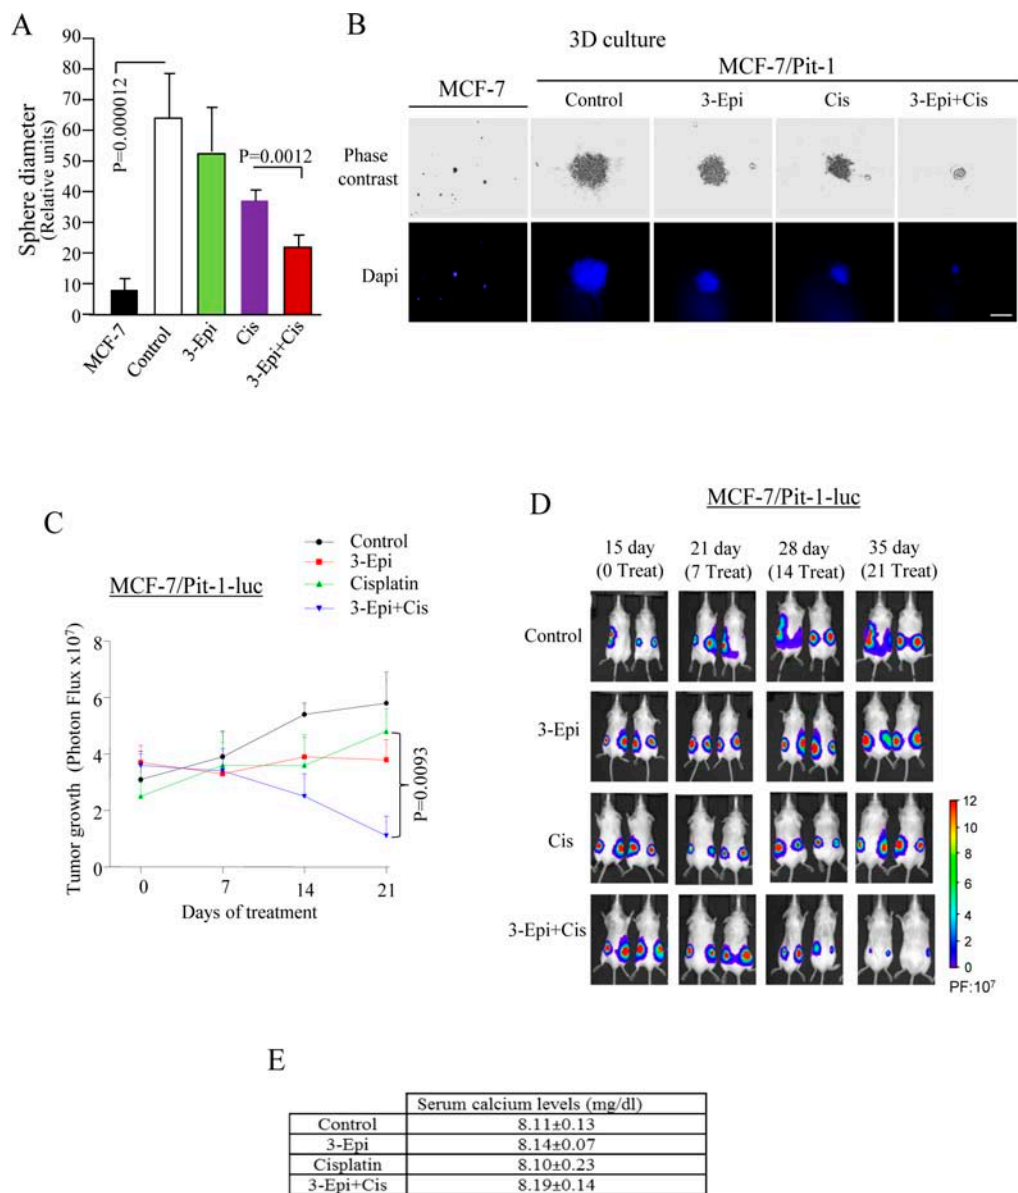 A
Sphere diameter
(Relative units)
90
80
70
60
50
40
30
20
10
0
P=0.0000012
P=0.0012
MCF-7
Control
3-Epi
Cis
3-Epi+Cis
B
3D culture
MCF-7
MCF-7/Pit-1
Control
3-Epi
Cis
3-Epi+Cis
Phase
contrast
Dapi
C
MCF-7/Pit-1-luc
Control
3-Epi
Cisplatin
3-Epi+Cis
Tumor growth (Photon Flux x10⁷)
8
6
4
2
0
P=0.0093
0
7
14
21
Days of treatment
D
MCF-7/Pit-1-luc
15 day
(0 Treat)
21 day
(7 Treat)
28 day
(14 Treat)
35 day
(21 Treat)
Control
3-Epi
Cis
3-Epi+Cis
12
10
8
6
4
2
0
PF:10⁷
E
Serum calcium levels (mg/dl)
Control 8.11±0.13
3-Epi 8.14±0.07
Cisplatin 8.10±0.23
3-Epi+Cis 8.19±0.14